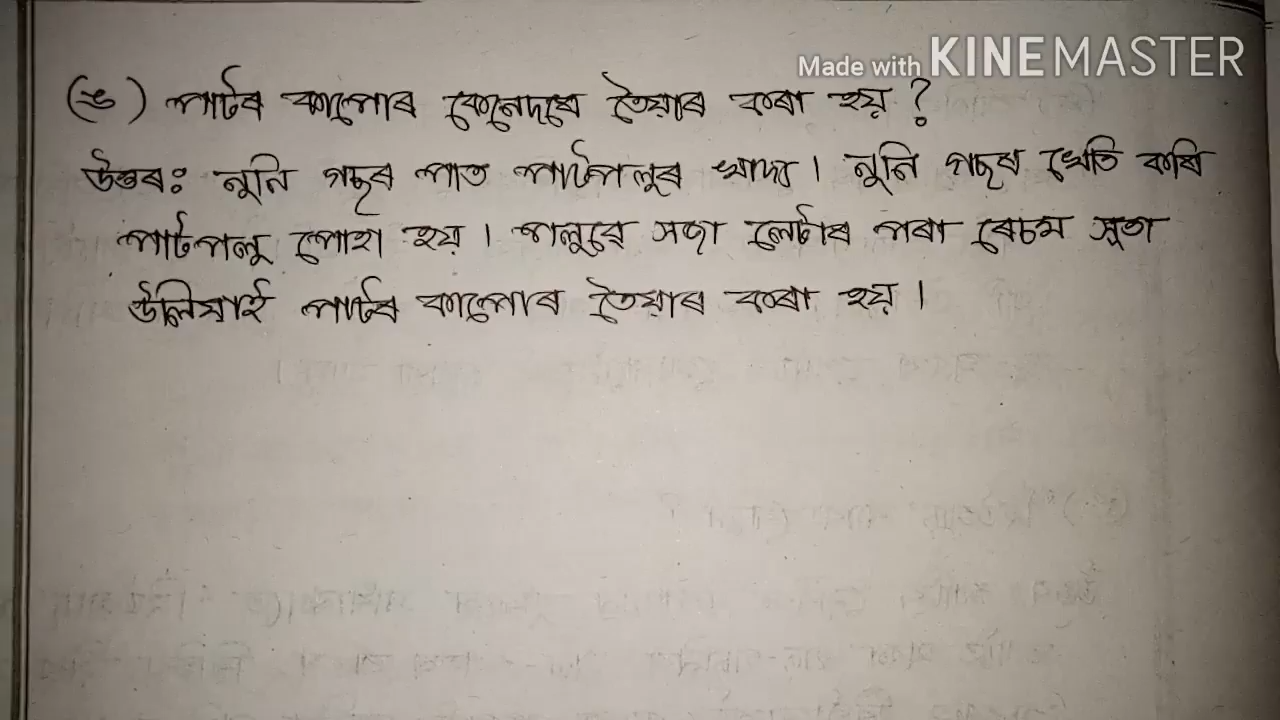 Made with KINEMASTER
(ঙ) পাটৰ কাপোৰ কেনেদৰে তৈয়াৰ কৰা হয় ?
উত্তৰঃ নুনি গছৰ পাত পাটপলুৰ খাদ্য । নুনি গছৰ খেতি কৰি
পাটপলু পোহা হয় । পলুৱে সজা লেটাৰ পৰা ৰেচম সূতা
উলিয়াই পাটৰ কাপোৰ তৈয়াৰ কৰা হয় ।